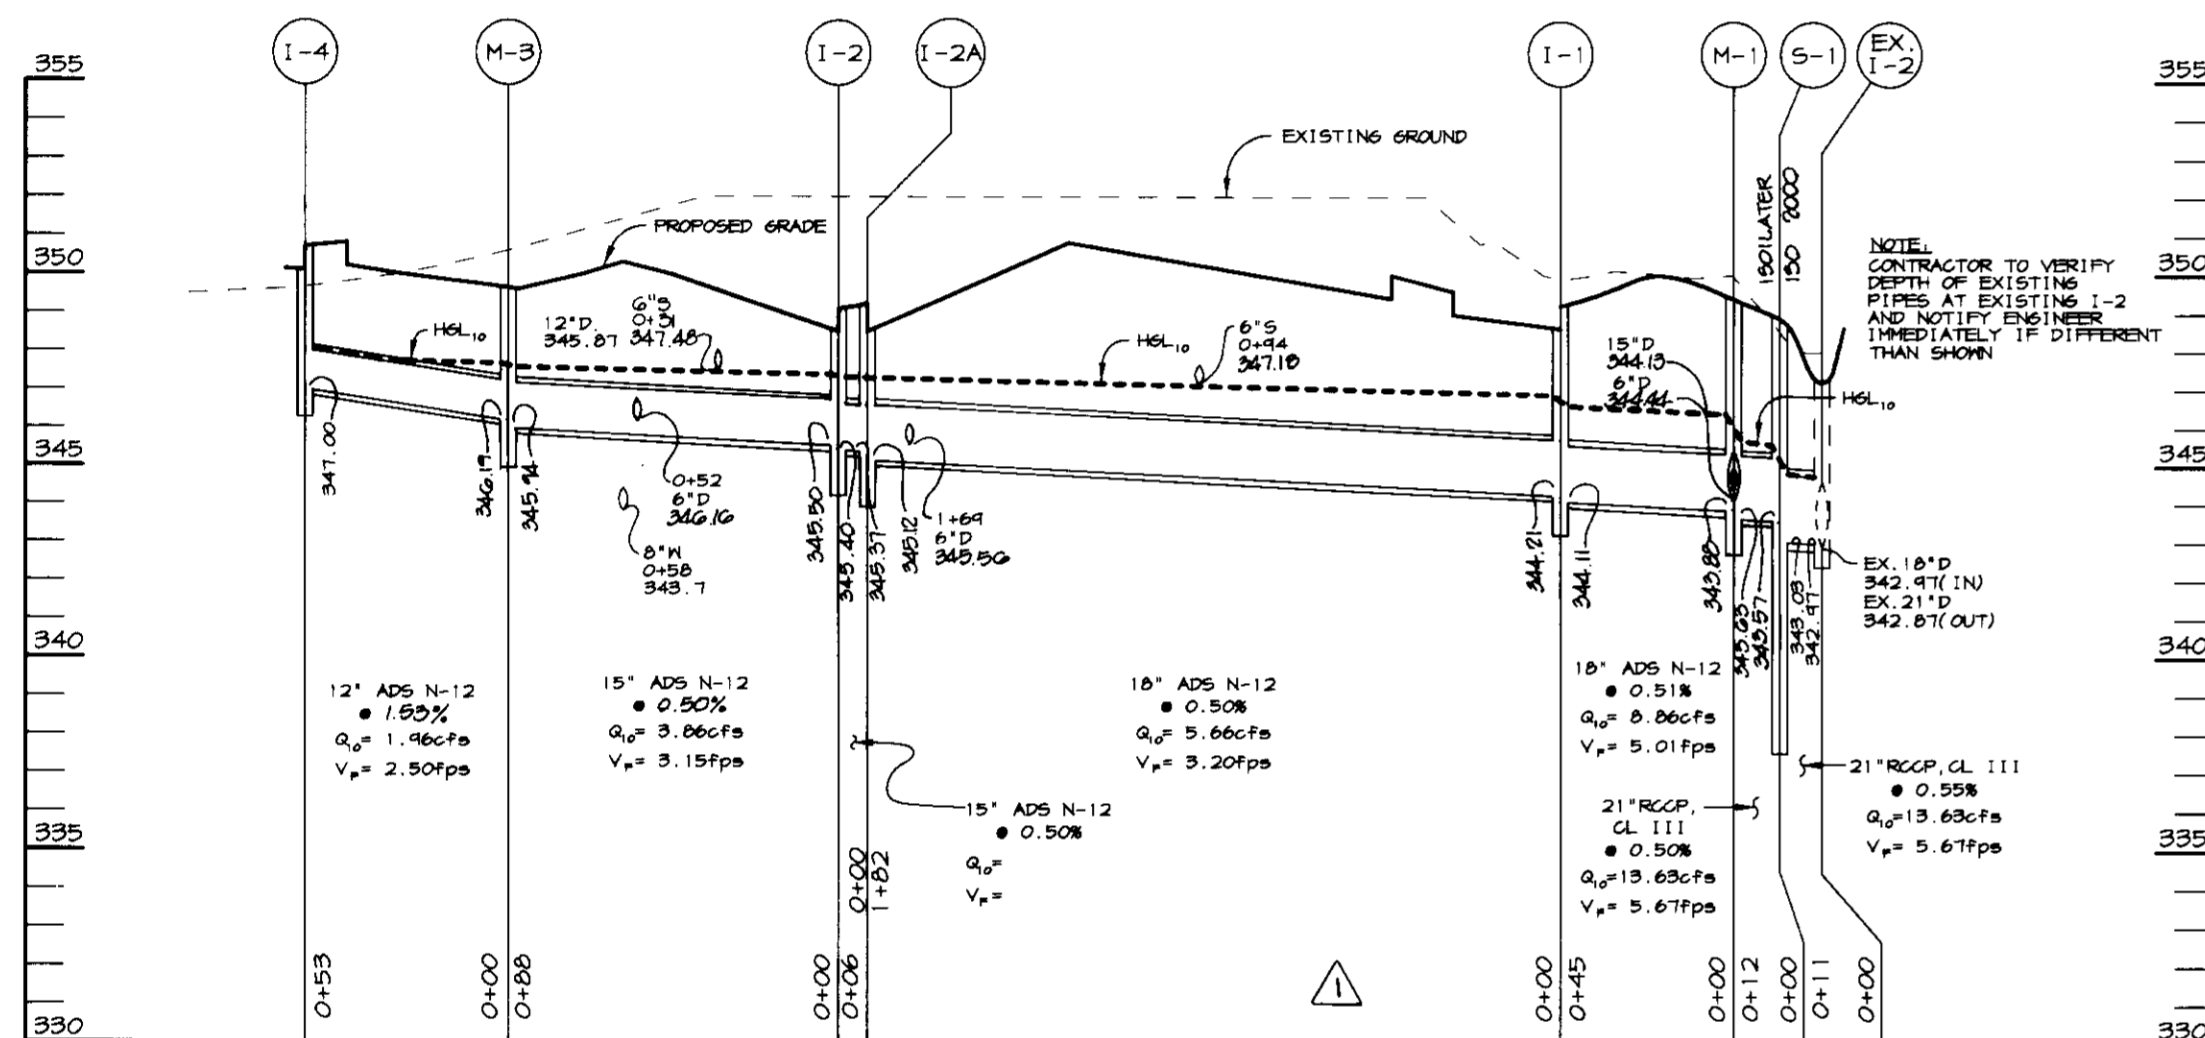 I-4
M-3
I-2
I-2A
I-1
M-1
S-1
EX.
I-2
355
350
345
340
335
330
355
350
345
340
335
330
EXISTING GROUND
PROPOSED GRADE
HGL10
12"D.
345.87
6"S
0+31
347.48
HGL10
6"S
0+94
347.18
15"D
344.13
6"D
344.44
HGL10
ISOILATER
150 2000
NOTE:
CONTRACTOR TO VERIFY
DEPTH OF EXISTING
PIPES AT EXISTING I-2
AND NOTIFY ENGINEER
IMMEDIATELY IF DIFFERENT
THAN SHOWN
347.00
346.19
345.94
0+52
6"D
346.16
8"W
0+58
343.7
345.50
345.40
345.37
345.12
1+69
6"D
345.56
344.21
344.11
343.88
343.63
343.57
343.03
342.97
EX.18"D
342.97(IN)
EX.21"D
342.87(OUT)
12" ADS N-12
@ 1.53%
Q10= 1.96cfs
VF= 2.50fps
15" ADS N-12
@ 0.50%
Q10= 3.86cfs
VF= 3.15fps
15" ADS N-12
@ 0.50%
Q10=
VF=
18" ADS N-12
@ 0.50%
Q10= 5.66cfs
VF= 3.20fps
18" ADS N-12
@ 0.51%
Q10= 8.86cfs
VF= 5.01fps
21"RCCP,
CL III
@ 0.50%
Q10=13.63cfs
VF= 5.67fps
21"RCCP,CL III
@ 0.55%
Q10=13.63cfs
VF= 5.67fps
0+00
1+82
0+53
0+00
0+88
0+00
0+06
1
0+00
0+45
0+00
0+12
0+00
0+11
0+00